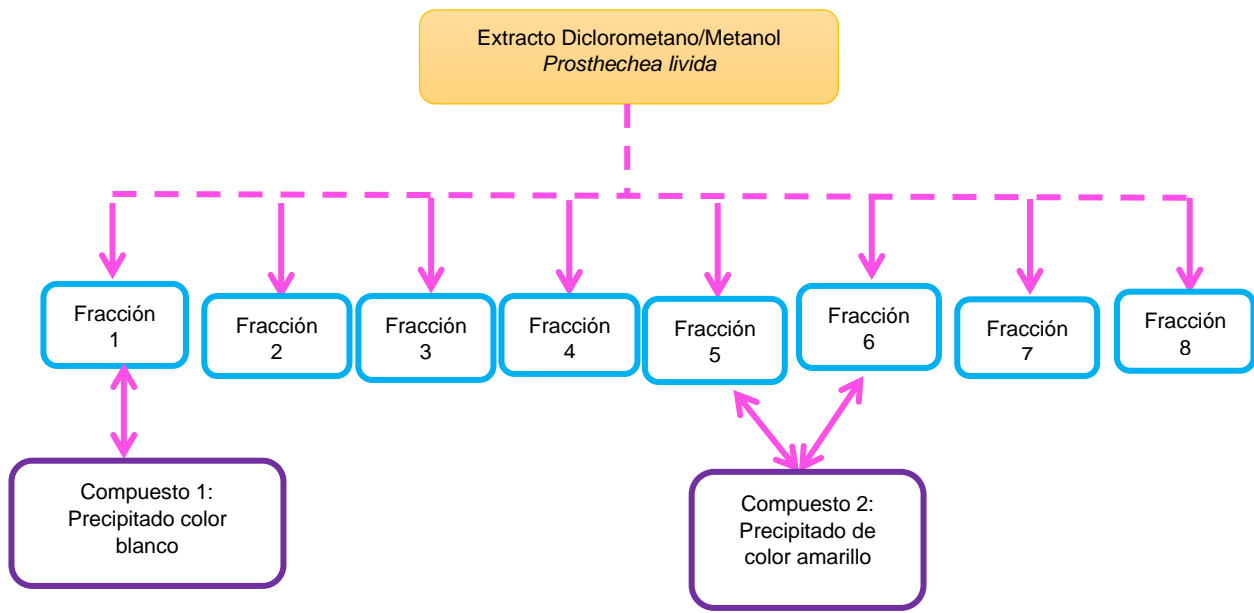 Extracto Diclorometano/Metanol
Prosthechea livida
Fracción
1
Fracción
2
Fracción
3
Fracción
4
Fracción
5
Fracción
6
Fracción
7
Fracción
8
Compuesto 1:
Precipitado color
blanco
Compuesto 2:
Precipitado de
color amarillo